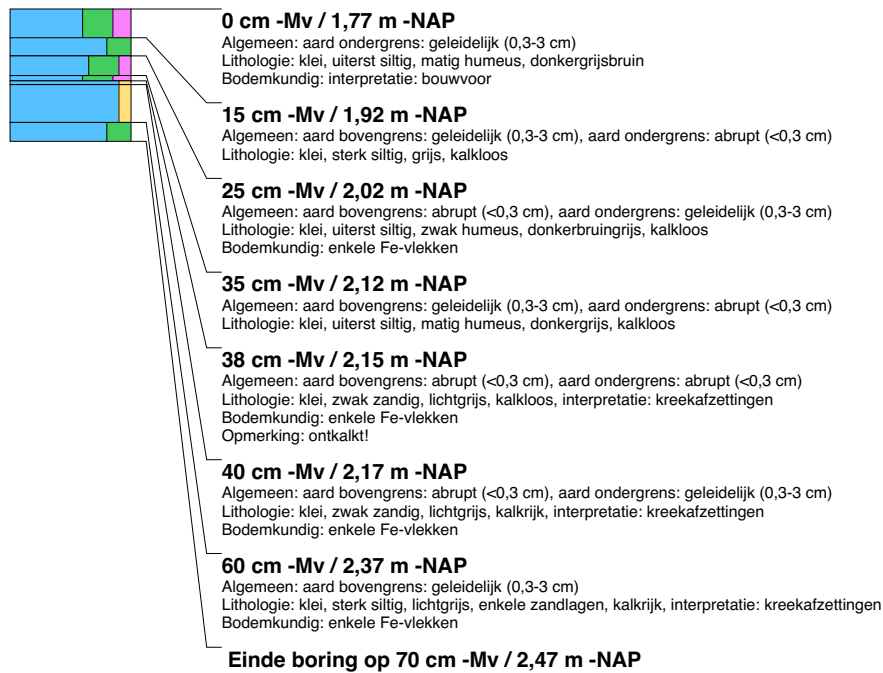 0 cm -Mv / 1,77 m -NAP
Algemeen: aard ondergrens: geleidelijk (0,3-3 cm)
Lithologie: klei, uiterst siltig, matig humeus, donkergrijsbruin
Bodemkundig: interpretatie: bouwvoor
15 cm -Mv / 1,92 m -NAP
Algemeen: aard bovengrens: geleidelijk (0,3-3 cm), aard ondergrens: abrupt (<0,3 cm)
Lithologie: klei, sterk siltig, grijs, kalkloos
25 cm -Mv / 2,02 m -NAP
Algemeen: aard bovengrens: abrupt (<0,3 cm), aard ondergrens: geleidelijk (0,3-3 cm)
Lithologie: klei, uiterst siltig, zwak humeus, donkerbruingrijs, kalkloos
Bodemkundig: enkele Fe-vlekken
35 cm -Mv / 2,12 m -NAP
Algemeen: aard bovengrens: geleidelijk (0,3-3 cm), aard ondergrens: abrupt (<0,3 cm)
Lithologie: klei, uiterst siltig, matig humeus, donkergrijs, kalkloos
38 cm -Mv / 2,15 m -NAP
Algemeen: aard bovengrens: abrupt (<0,3 cm), aard ondergrens: abrupt (<0,3 cm)
Lithologie: klei, zwak zandig, lichtgrijs, kalkloos, interpretatie: kreekafzettingen
Bodemkundig: enkele Fe-vlekken
Opmerking: ontkalkt!
40 cm -Mv / 2,17 m -NAP
Algemeen: aard bovengrens: abrupt (<0,3 cm), aard ondergrens: geleidelijk (0,3-3 cm)
Lithologie: klei, zwak zandig, lichtgrijs, kalkrijk, interpretatie: kreekafzettingen
Bodemkundig: enkele Fe-vlekken
60 cm -Mv / 2,37 m -NAP
Algemeen: aard bovengrens: geleidelijk (0,3-3 cm)
Lithologie: klei, sterk siltig, lichtgrijs, enkele zandlagen, kalkrijk, interpretatie: kreekafzettingen
Bodemkundig: enkele Fe-vlekken
Einde boring op 70 cm -Mv / 2,47 m -NAP